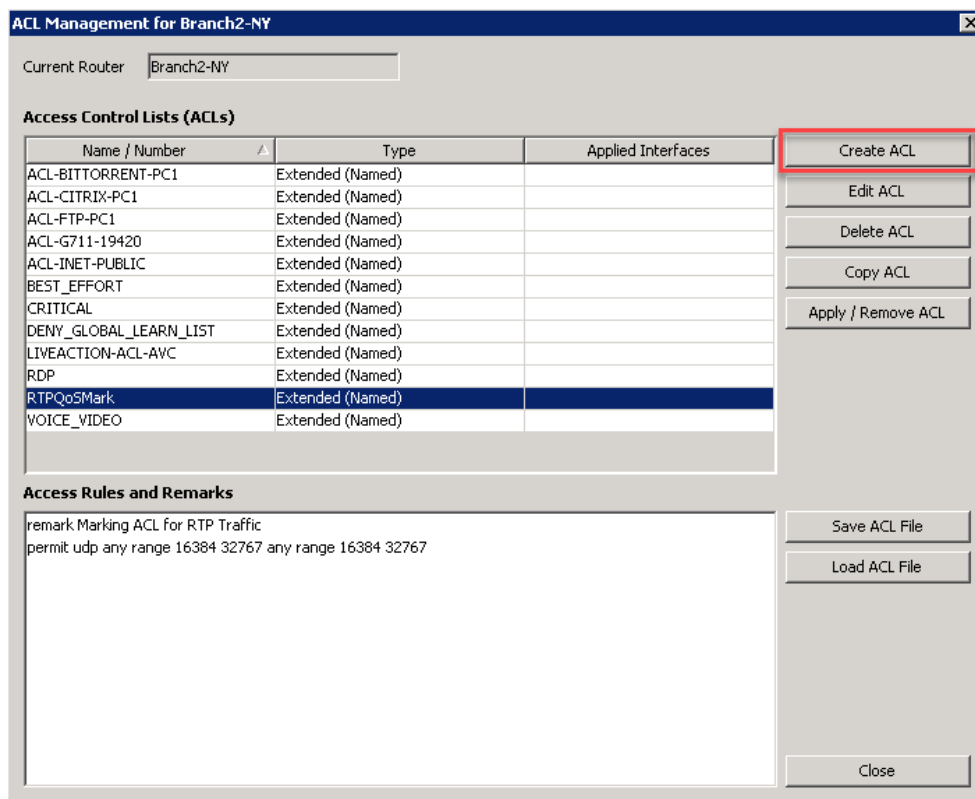 ACL Management for Branch2-NY
Current Router Branch2-NY
Access Control Lists (ACLs)
Name / Number Type Applied Interfaces
ACL-BITTORRENT-PC1 Extended (Named)
ACL-CITRIX-PC1 Extended (Named)
ACL-FTP-PC1 Extended (Named)
ACL-G711-19420 Extended (Named)
ACL-INET-PUBLIC Extended (Named)
BEST_EFFORT Extended (Named)
CRITICAL Extended (Named)
DENY_GLOBAL_LEARN_LIST Extended (Named)
LIVEACTION-ACL-AVC Extended (Named)
RDP Extended (Named)
RTPQoSMark Extended (Named)
VOICE_VIDEO Extended (Named)
Create ACL
Edit ACL
Delete ACL
Copy ACL
Apply / Remove ACL
Access Rules and Remarks
remark Marking ACL for RTP Traffic
permit udp any range 16384 32767 any range 16384 32767
Save ACL File
Load ACL File
Close